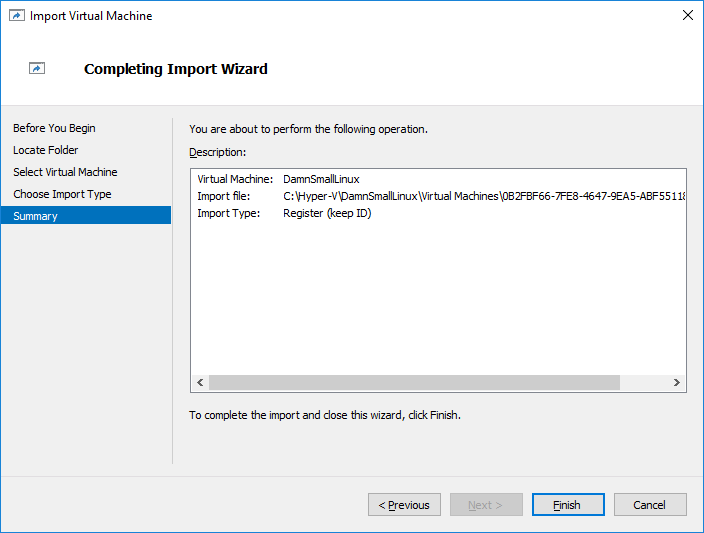 Import Virtual Machine
Completing Import Wizard
Before You Begin
Locate Folder
Select Virtual Machine
Choose Import Type
Summary
You are about to perform the following operation.
Description:
Virtual Machine: DamnSmallLinux
Import file: C:\Hyper-V\DamnSmallLinux\Virtual Machines\0B2FBF66-7FE8-4647-9EA5-ABF55118
Import Type: Register (keep ID)
To complete the import and close this wizard, click Finish.
< Previous
Next >
Finish
Cancel